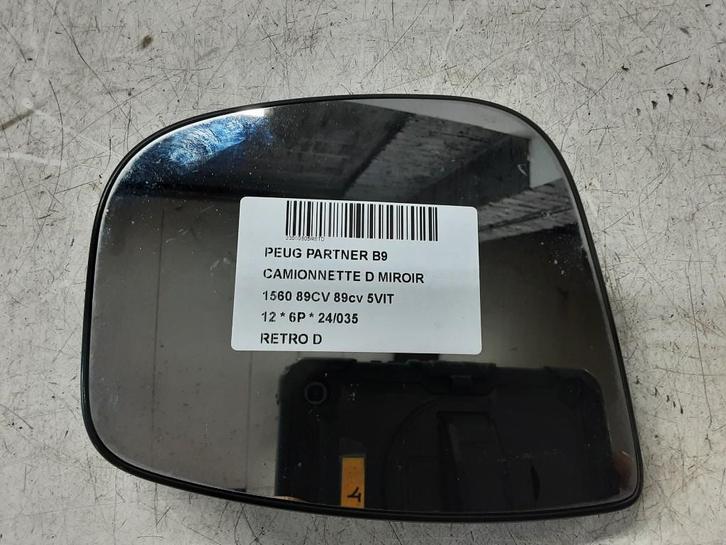 PEUG PARTNER B9
CAMIONNETTE D MIROIR
1560 89CV 89cv 5VIT
12 * 6P * 24/035
RETRO D